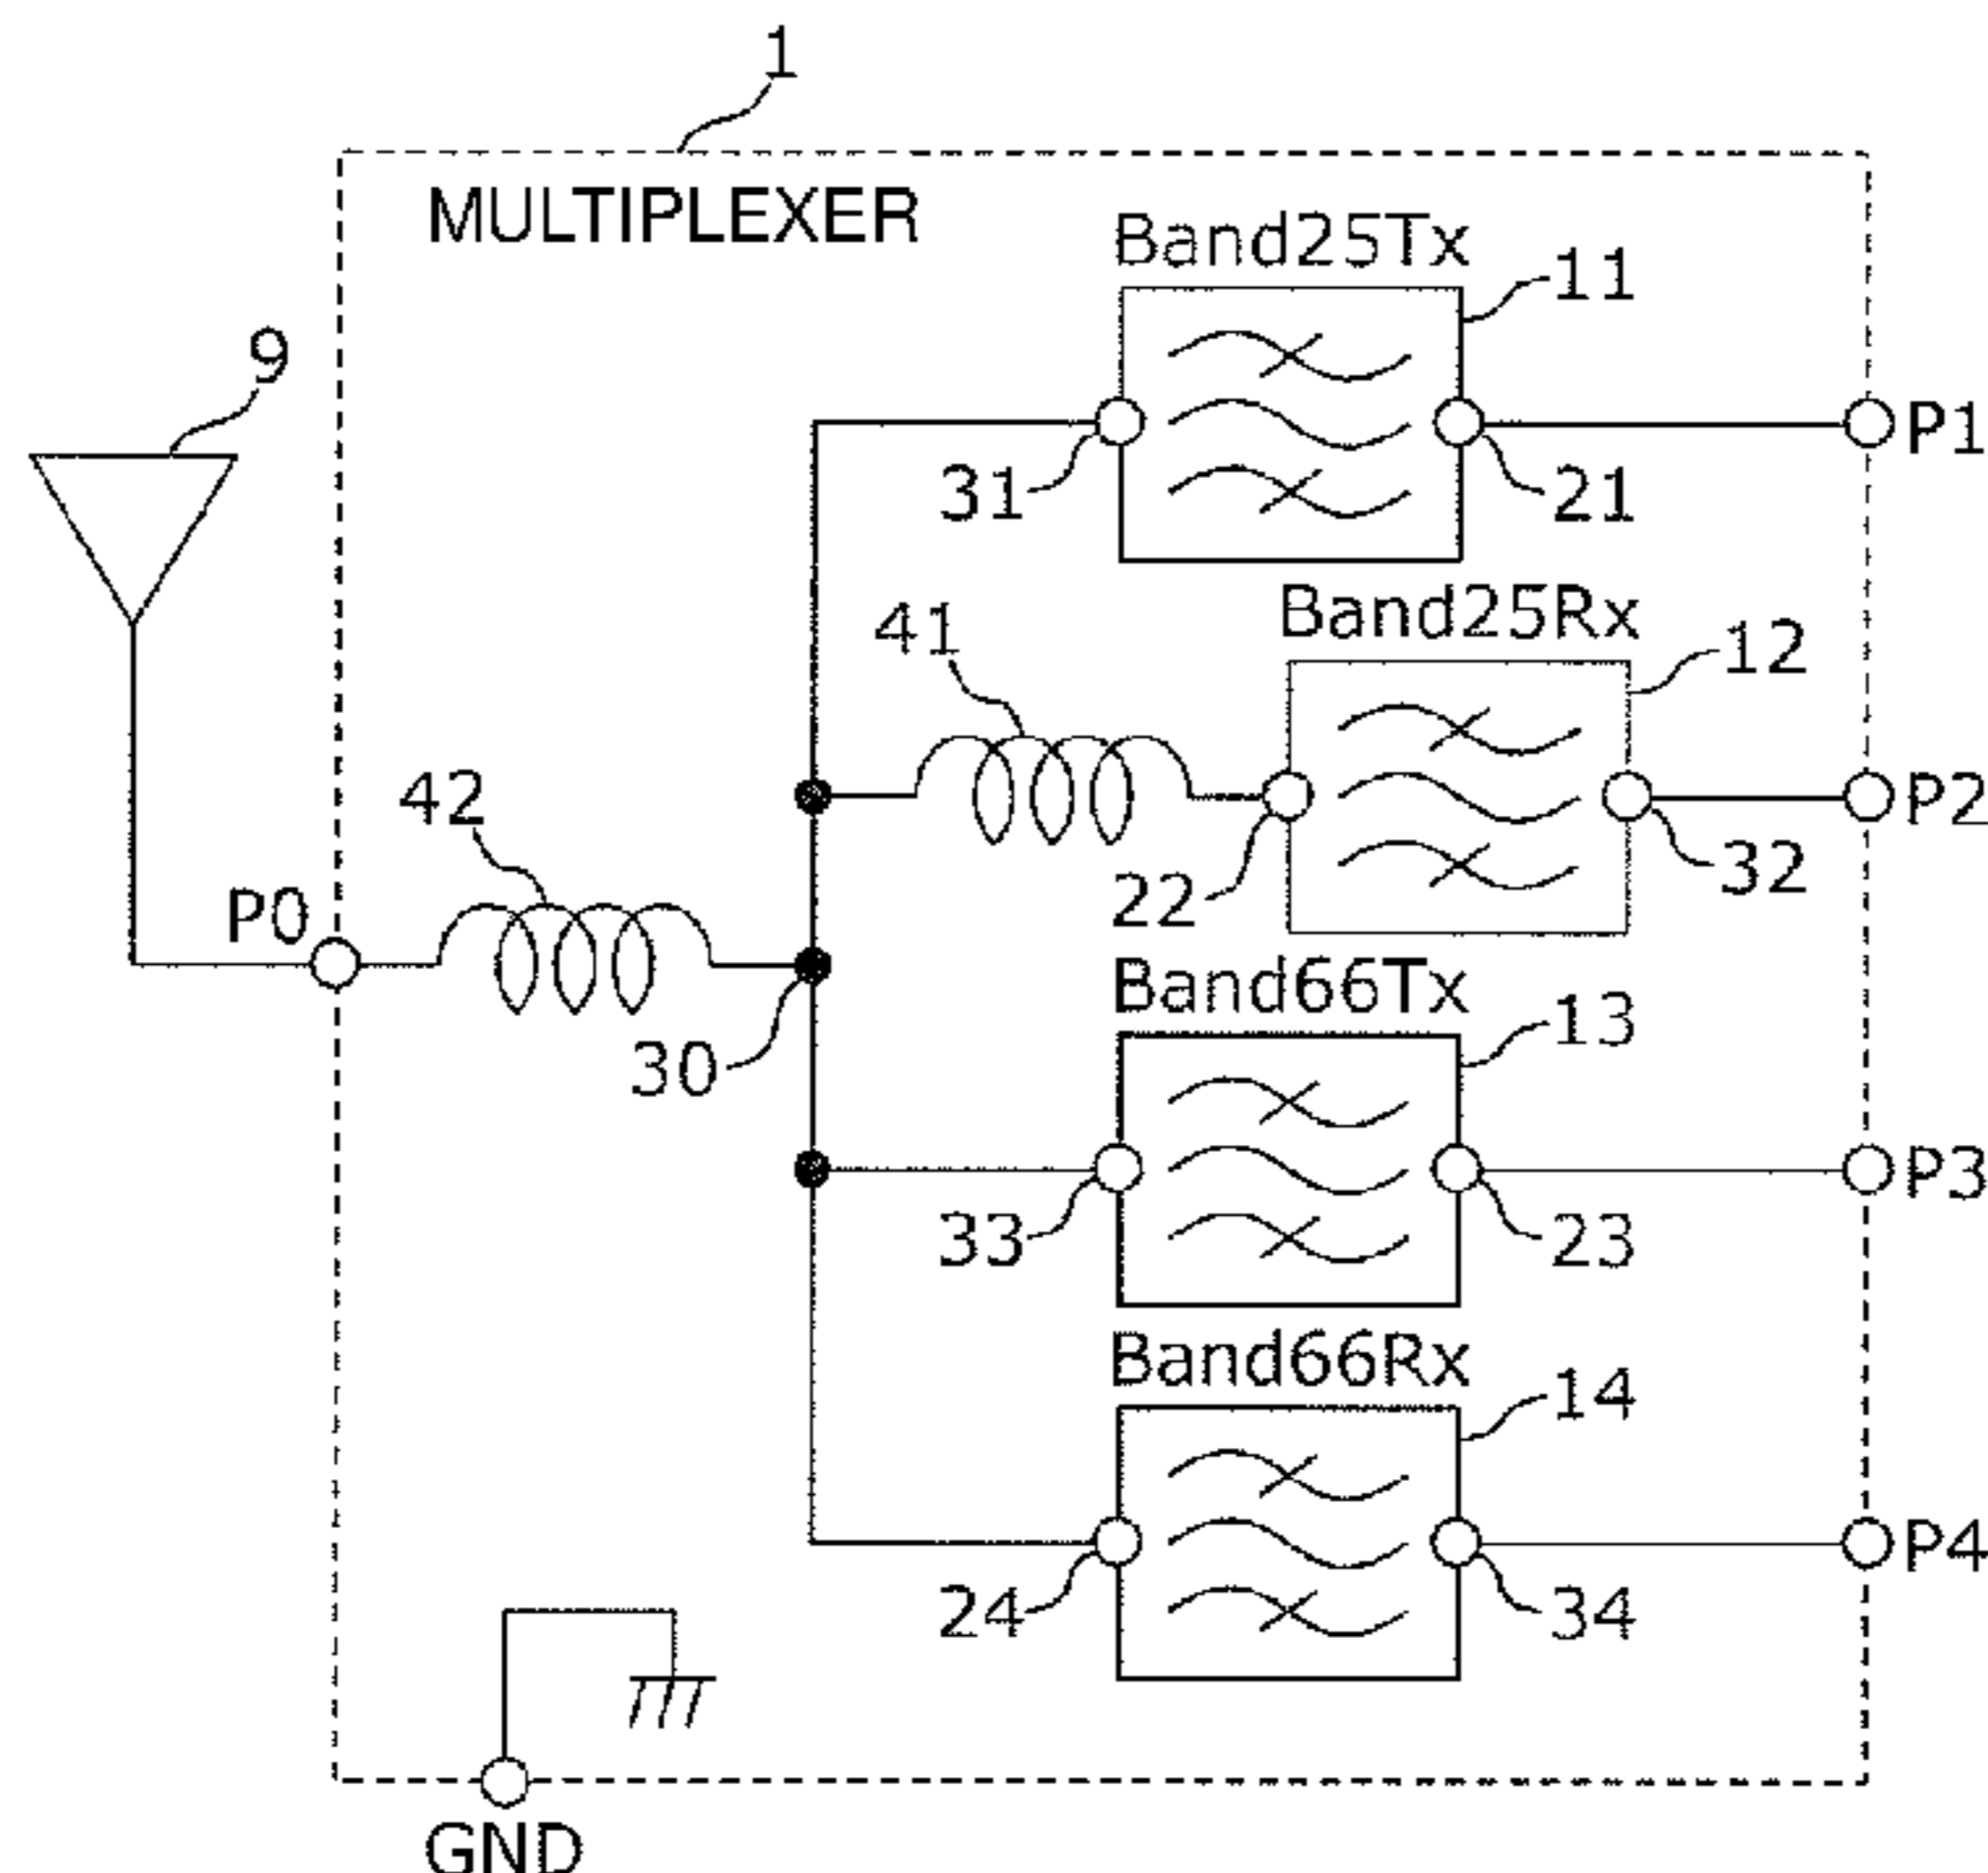 1
MULTIPLEXER
Band25Tx
11
9
31
21
P1
Band25Rx
41
12
42
P2
22
32
P0
Band66Tx
13
30
33
23
P3
Band66Rx
14
24
34
P4
GND